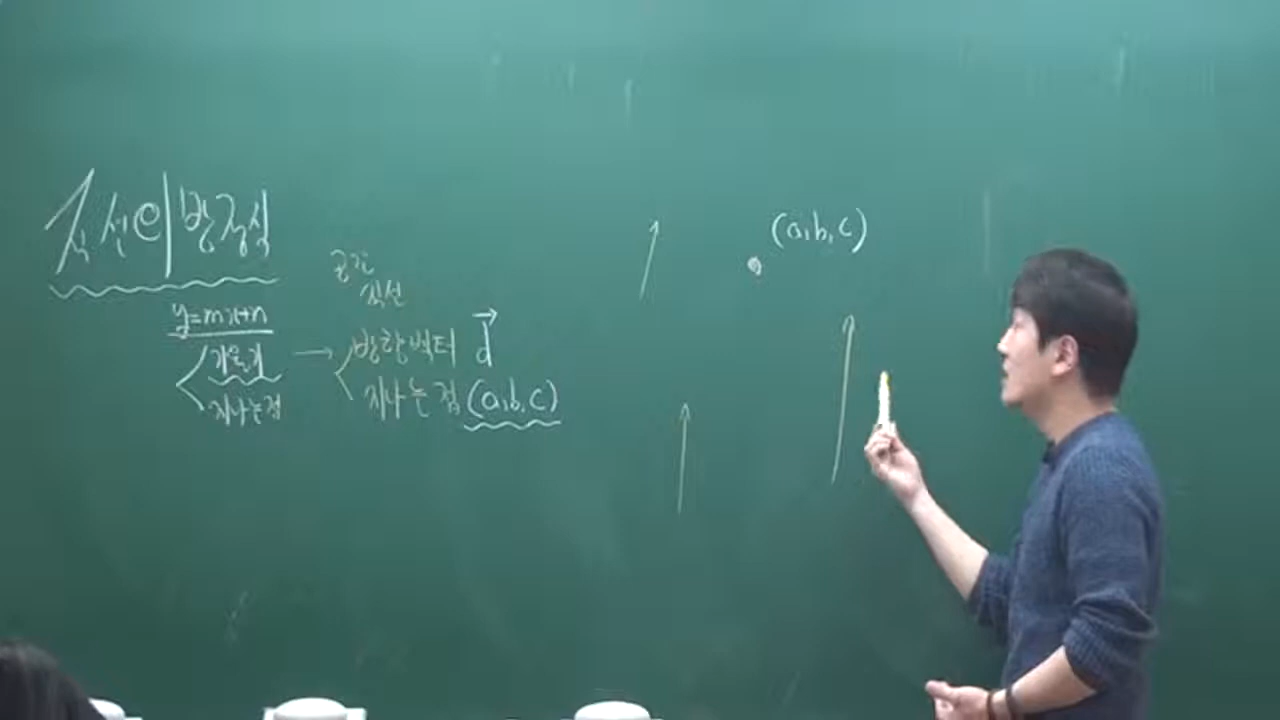 직선의 방정식
y=mx+n
기울기
지나는 점
공간
직선
→ 방향벡터 d⃗
지나는 점 (a,b,c)
(a,b,c)